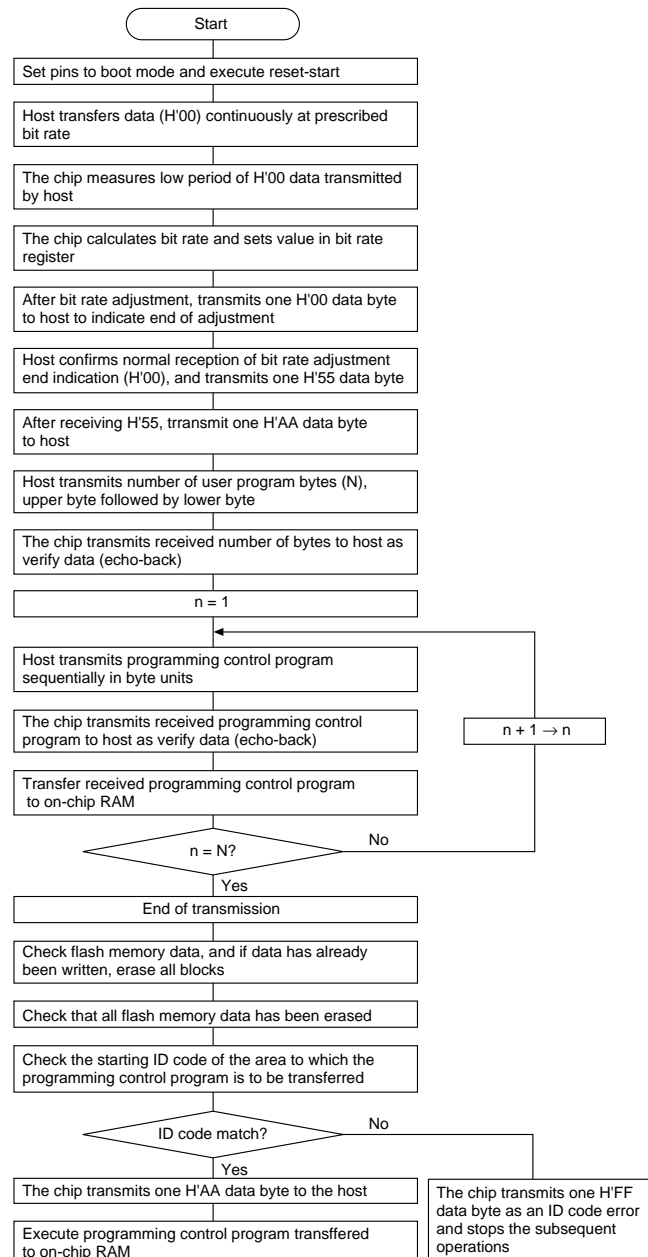 Start
Set pins to boot mode and execute reset-start
Host transfers data (H'00) continuously at prescribed
bit rate
The chip measures low period of H'00 data transmitted
by host
The chip calculates bit rate and sets value in bit rate
register
After bit rate adjustment, transmits one H'00 data byte
to host to indicate end of adjustment
Host confirms normal reception of bit rate adjustment
end indication (H'00), and transmits one H'55 data byte
After receiving H'55, trransmit one H'AA data byte
to host
Host transmits number of user program bytes (N),
upper byte followed by lower byte
The chip transmits received number of bytes to host as
verify data (echo-back)
n = 1
Host transmits programming control program
sequentially in byte units
The chip transmits received programming control
program to host as verify data (echo-back)
n + 1 → n
Transfer received programming control program
to on-chip RAM
n = N?
No
Yes
End of transmission
Check flash memory data, and if data has already
been written, erase all blocks
Check that all flash memory data has been erased
Check the starting ID code of the area to which the
programming control program is to be transferred
ID code match?
No
Yes
The chip transmits one H'AA data byte to the host
Execute programming control program transffered
to on-chip RAM
The chip transmits one H'FF
data byte as an ID code error
and stops the subsequent
operations